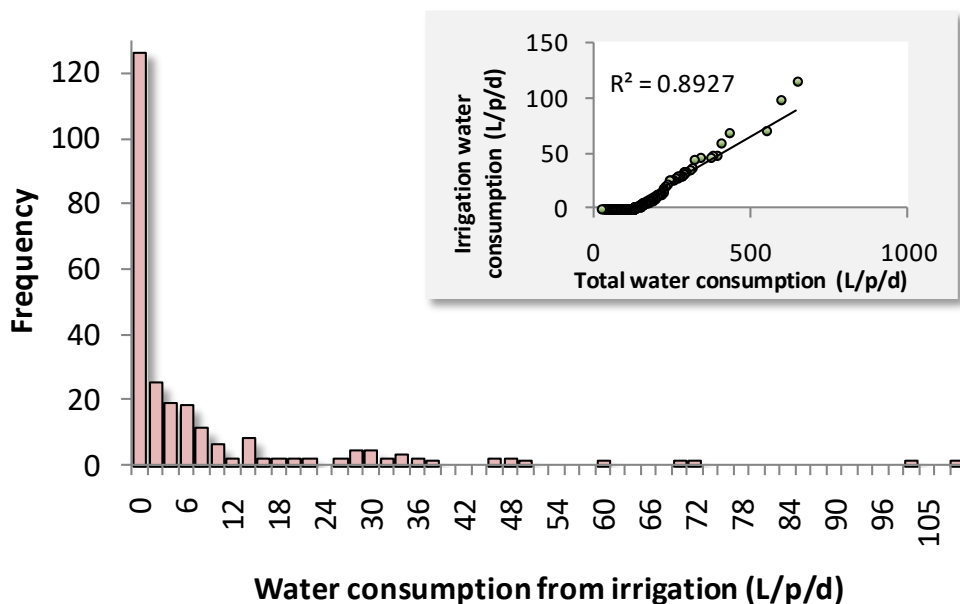 150
100
50
0
R² = 0.8927
Irrigation water
consumption (L/p/d)
0 500 1000
Total water consumption (L/p/d)
120
100
80
60
40
20
0
Frequency
0 6 12 18 24 30 36 42 48 54 60 66 72 78 84 90 96 105
Water consumption from irrigation (L/p/d)